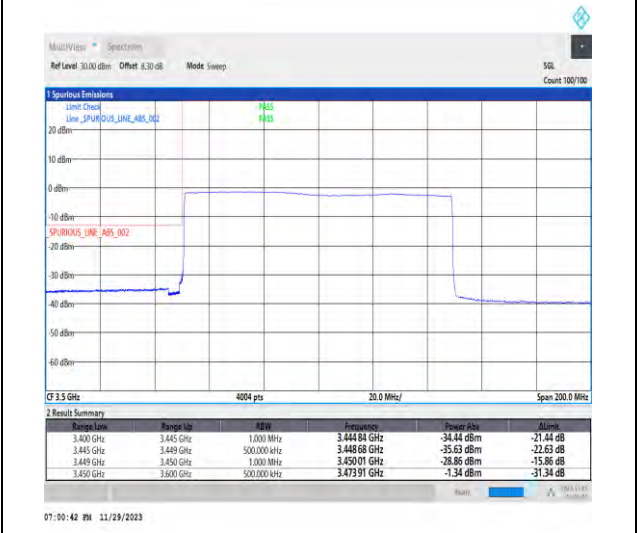 MultiView Spectrum
Ref Level 30.00 dBm Offset 8.30 dB Mode Sweep SGL
Count 100/100
1 Spurious Emissions
Limit Check PASS
Line _SPURIOUS_LINE_ABS_002 PASS
20 dBm
10 dBm
0 dBm
-10 dBm
_SPURIOUS_LINE_ABS_002
-20 dBm
-30 dBm
-40 dBm
-50 dBm
-60 dBm
CF 3.5 GHz 4004 pts 20.0 MHz/ Span 200.0 MHz
2 Result Summary
Range Low Range Up RBW Frequency Power Abs ΔLimit
3.400 GHz 3.445 GHz 1.000 MHz 3.444 84 GHz -34.44 dBm -21.44 dB
3.445 GHz 3.449 GHz 500.000 kHz 3.448 68 GHz -35.63 dBm -22.63 dB
3.449 GHz 3.450 GHz 1.000 MHz 3.450 01 GHz -28.86 dBm -15.86 dB
3.450 GHz 3.600 GHz 500.000 kHz 3.473 91 GHz -1.34 dBm -31.34 dB
07:00:42 PM 11/29/2023